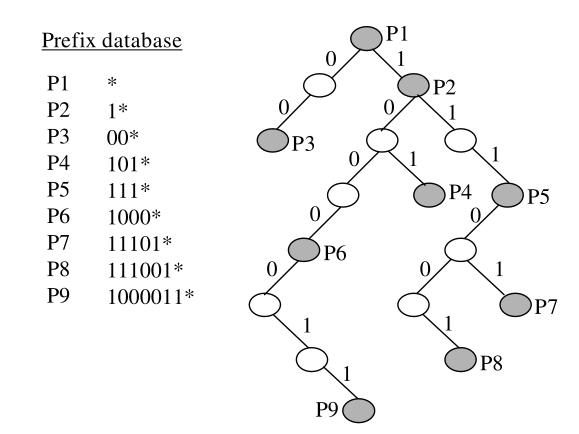 Prefix database
P1 *
P2 1*
P3 00*
P4 101*
P5 111*
P6 1000*
P7 11101*
P8 111001*
P9 1000011*
P1
0 1
P2
0 0 1
P3
0 1 1
P4 P5
0 0
P6
0 0 1
P7
1 1
P8
1
P9